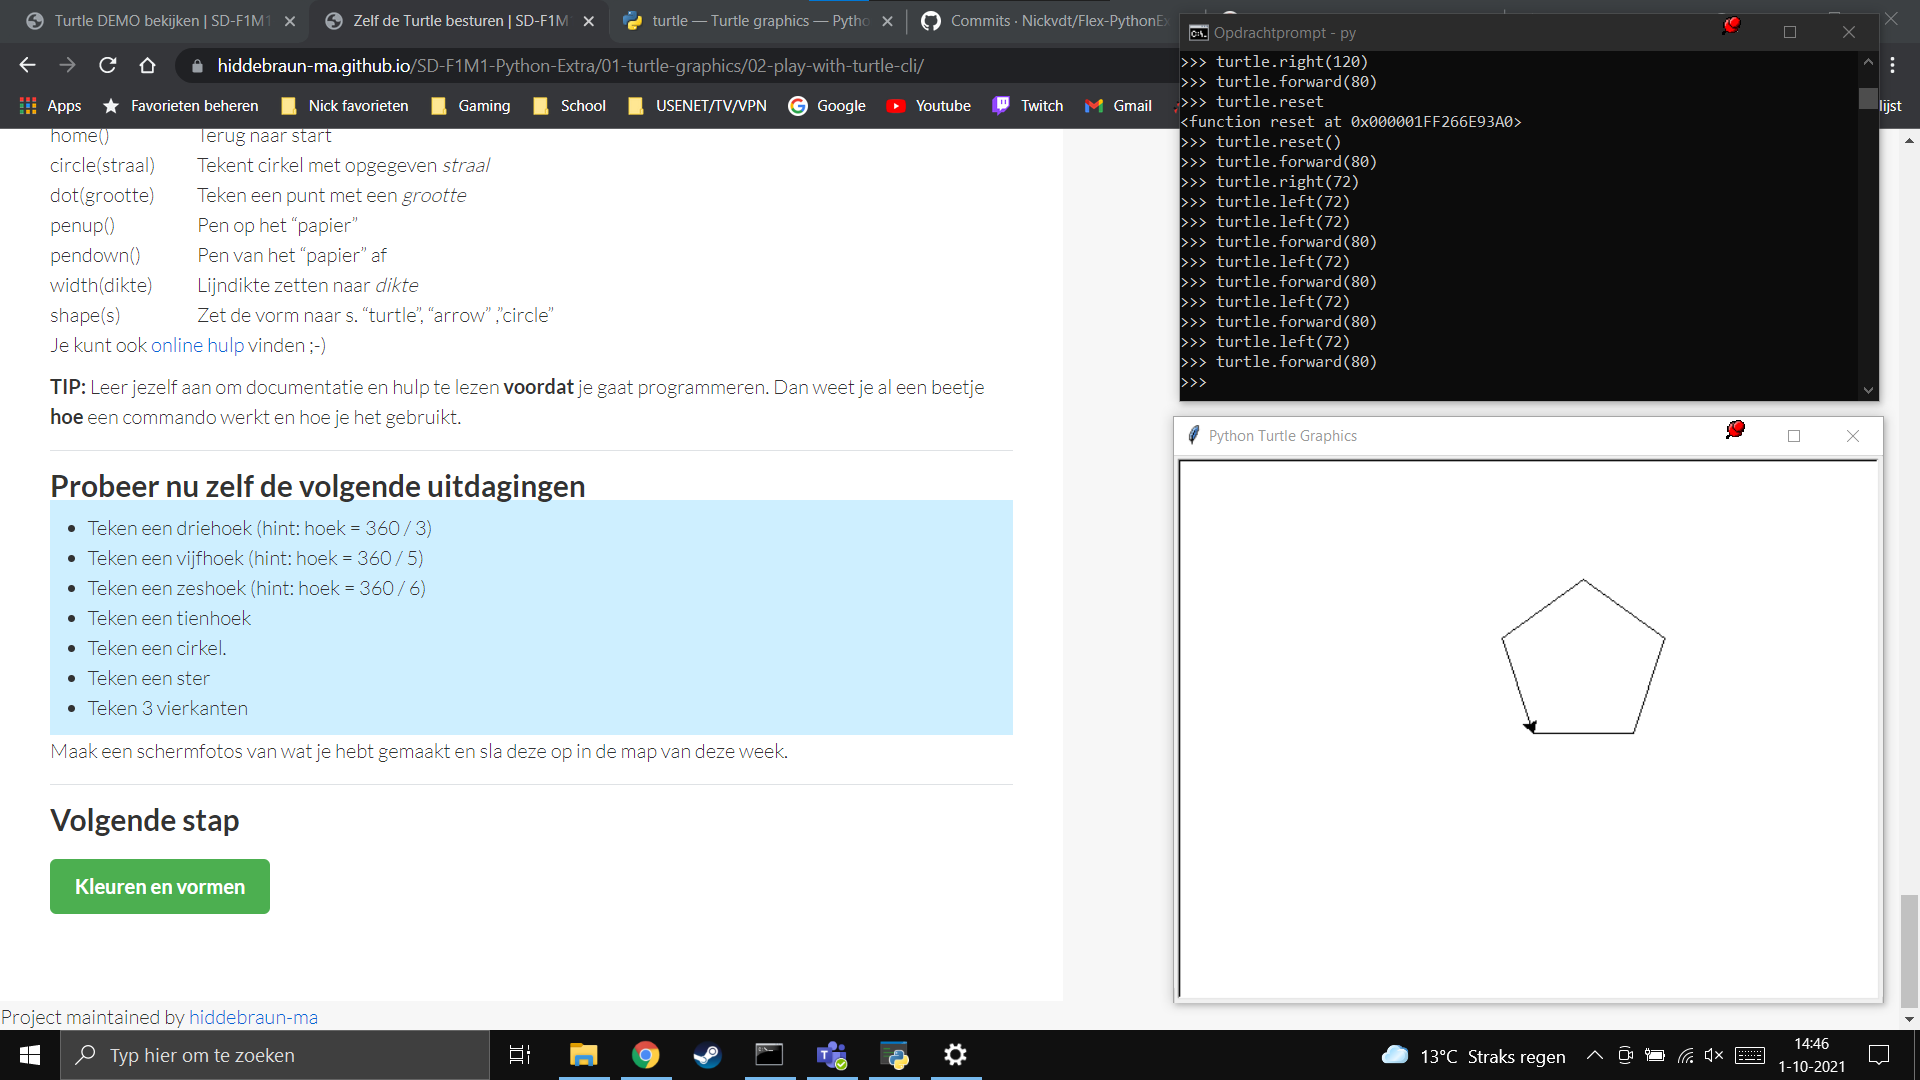 Turtle DEMO bekijken | SD-F1M1
Zelf de Turtle besturen | SD-F1M
turtle — Turtle graphics — Pytho
Commits · Nickvdt/Flex-PythonEx
hiddebraun-ma.github.io/SD-F1M1-Python-Extra/01-turtle-graphics/02-play-with-turtle-cli/
Apps
Favorieten beheren
Nick favorieten
Gaming
School
USENET/TV/VPN
Google
Youtube
Twitch
Gmail
lijst
home() Terug naar start
circle(straal) Tekent cirkel met opgegeven straal
dot(grootte) Teken een punt met een grootte
penup() Pen op het “papier”
pendown() Pen van het “papier” af
width(dikte) Lijndikte zetten naar dikte
shape(s) Zet de vorm naar s. “turtle”, “arrow” ,”circle”
Je kunt ook online hulp vinden ;-)
TIP: Leer jezelf aan om documentatie en hulp te lezen voordat je gaat programmeren. Dan weet je al een beetje
hoe een commando werkt en hoe je het gebruikt.
Probeer nu zelf de volgende uitdagingen
• Teken een driehoek (hint: hoek = 360 / 3)
• Teken een vijfhoek (hint: hoek = 360 / 5)
• Teken een zeshoek (hint: hoek = 360 / 6)
• Teken een tienhoek
• Teken een cirkel.
• Teken een ster
• Teken 3 vierkanten
Maak een schermfotos van wat je hebt gemaakt en sla deze op in de map van deze week.
Volgende stap
Kleuren en vormen
Project maintained by hiddebraun-ma
Opdrachtprompt - py
>>> turtle.right(120)
>>> turtle.forward(80)
>>> turtle.reset
<function reset at 0x000001FF266E93A0>
>>> turtle.reset()
>>> turtle.forward(80)
>>> turtle.right(72)
>>> turtle.left(72)
>>> turtle.left(72)
>>> turtle.forward(80)
>>> turtle.left(72)
>>> turtle.forward(80)
>>> turtle.left(72)
>>> turtle.forward(80)
>>> turtle.left(72)
>>> turtle.forward(80)
>>>
Python Turtle Graphics
Typ hier om te zoeken
13°C Straks regen
14:46
1-10-2021